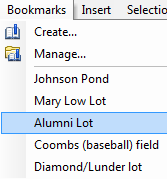 Bookmarks Insert Selectio
Create...
Manage...
Johnson Pond
Mary Low Lot
Alumni Lot
Coombs (baseball) field
Diamond/Lunder lot